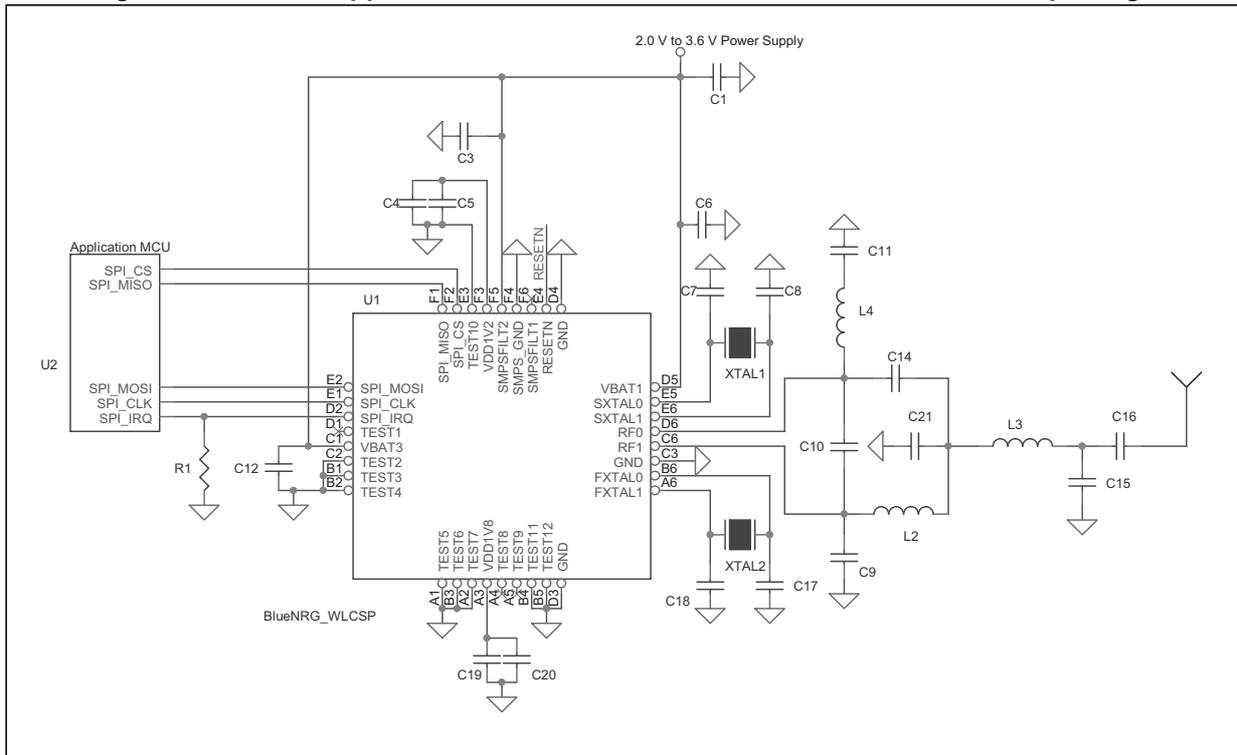 2.0 V to 3.6 V Power Supply
C1
C3
C4
C5
C6
Application MCU
SPI_CS
SPI_MISO
U2
SPI_MOSI
SPI_CLK
SPI_IRQ
R1
C12
U1
F1
F2
E3
F3
F5
F4
F6
E4
D4
RESETN
SPI_MISO
SPI_CS
TEST10
VDD1V2
SMPSFILT2
SMPS_GND
SMPSFILT1
RESETN
GND
E2 SPI_MOSI
E1 SPI_CLK
D2 SPI_IRQ
D1 TEST1
C1 VBAT3
C2 TEST2
B1 TEST3
B2 TEST4
VBAT1 D5
SXTAL0 E5
SXTAL1 E6
RF0 D6
RF1 C6
GND C3
FXTAL0 B6
FXTAL1 A6
TEST5
TEST6
TEST7
VDD1V8
TEST8
TEST9
TEST11
TEST12
GND
A1
B3
A2
A3
A4
A5
B4
B5
D3
BlueNRG_WLCSP
C19
C20
C7
C8
XTAL1
XTAL2
C18
C17
C11
L4
C14
C21
C10
L3
C16
C15
L2
C9